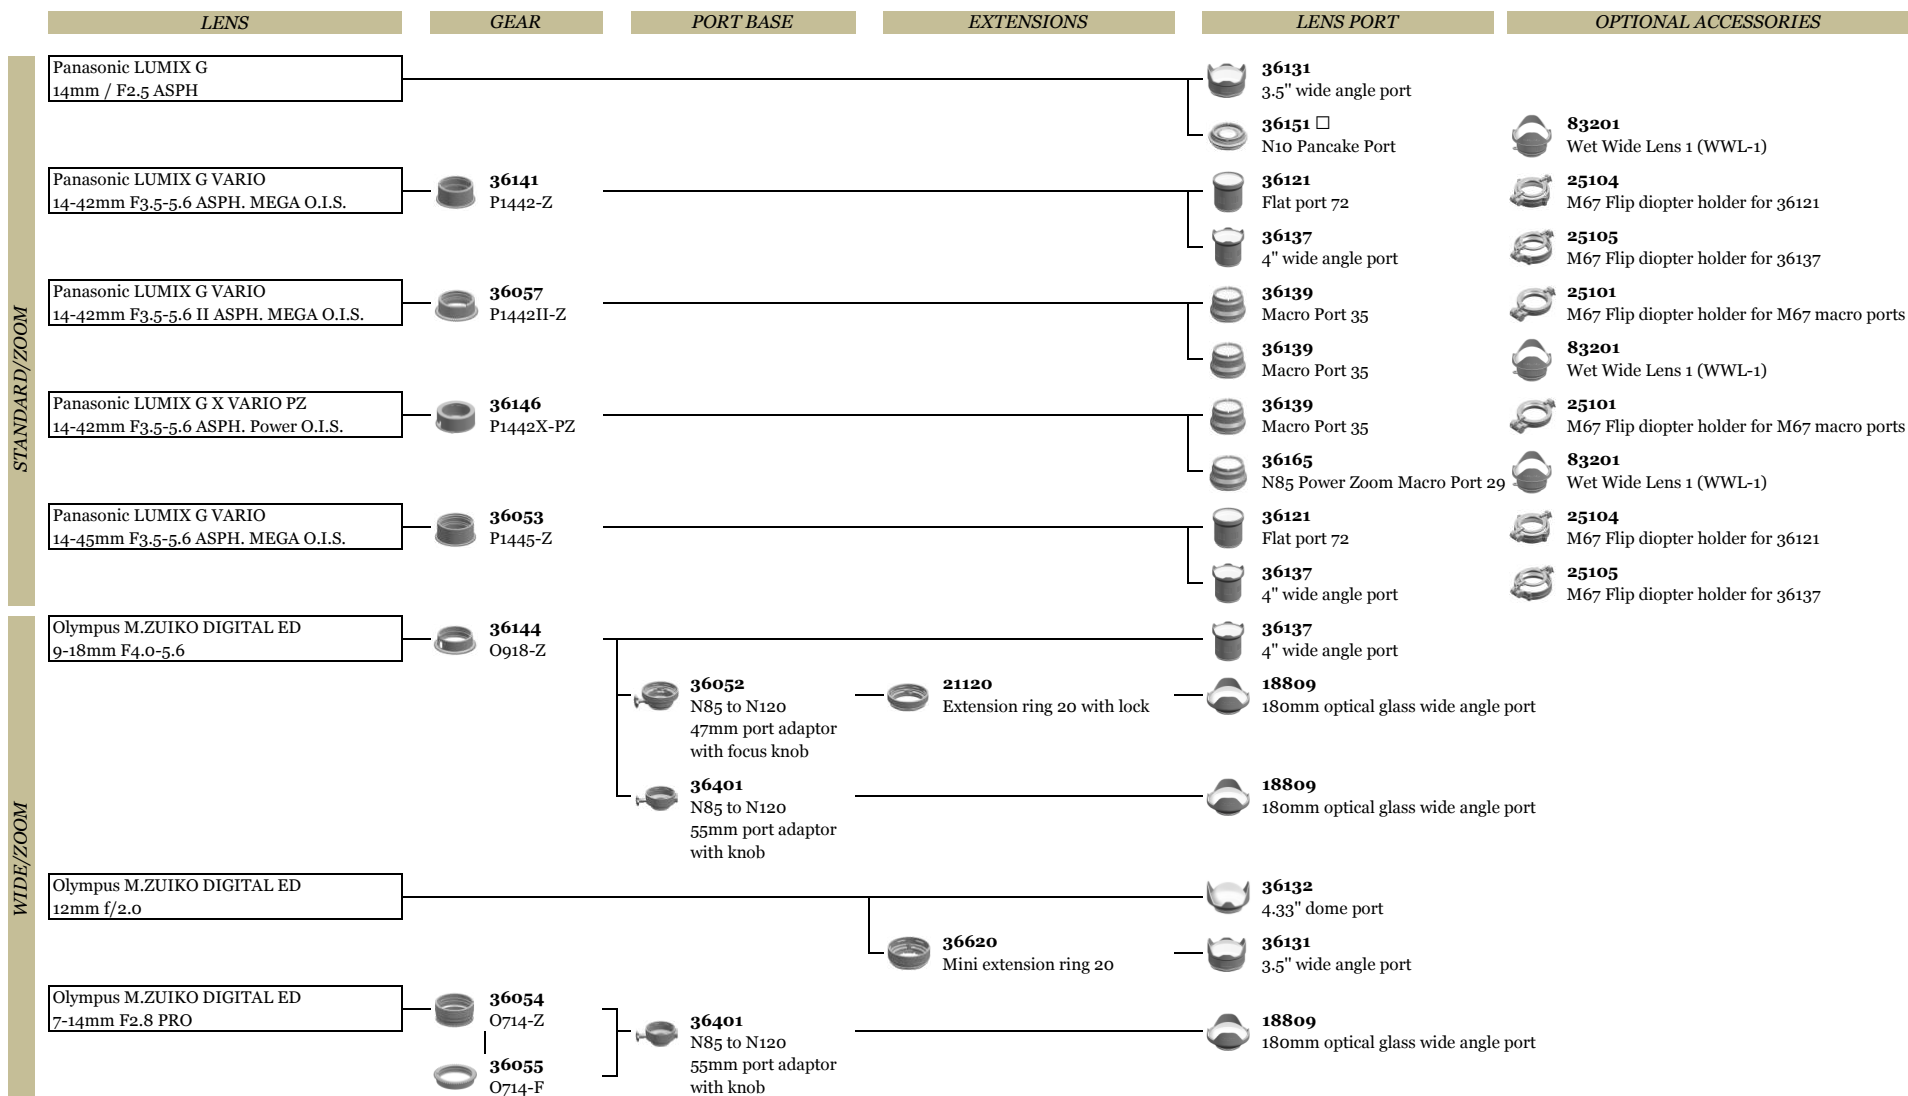 LENS
GEAR
PORT BASE
EXTENSIONS
LENS PORT
OPTIONAL ACCESSORIES
STANDARD/ZOOM
Panasonic LUMIX G
14mm / F2.5 ASPH
36131
3.5" wide angle port
36151 □
N10 Pancake Port
83201
Wet Wide Lens 1 (WWL-1)
Panasonic LUMIX G VARIO
14-42mm F3.5-5.6 ASPH. MEGA O.I.S.
36141
P1442-Z
36121
Flat port 72
25104
M67 Flip diopter holder for 36121
36137
4" wide angle port
25105
M67 Flip diopter holder for 36137
Panasonic LUMIX G VARIO
14-42mm F3.5-5.6 II ASPH. MEGA O.I.S.
36057
P1442II-Z
36139
Macro Port 35
25101
M67 Flip diopter holder for M67 macro ports
36139
Macro Port 35
83201
Wet Wide Lens 1 (WWL-1)
Panasonic LUMIX G X VARIO PZ
14-42mm F3.5-5.6 ASPH. Power O.I.S.
36146
P1442X-PZ
36139
Macro Port 35
25101
M67 Flip diopter holder for M67 macro ports
36165
N85 Power Zoom Macro Port 29
83201
Wet Wide Lens 1 (WWL-1)
Panasonic LUMIX G VARIO
14-45mm F3.5-5.6 ASPH. MEGA O.I.S.
36053
P1445-Z
36121
Flat port 72
25104
M67 Flip diopter holder for 36121
36137
4" wide angle port
25105
M67 Flip diopter holder for 36137
WIDE/ZOOM
Olympus M.ZUIKO DIGITAL ED
9-18mm F4.0-5.6
36144
O918-Z
36137
4" wide angle port
36052
N85 to N120
47mm port adaptor
with focus knob
21120
Extension ring 20 with lock
18809
180mm optical glass wide angle port
36401
N85 to N120
55mm port adaptor
with knob
18809
180mm optical glass wide angle port
Olympus M.ZUIKO DIGITAL ED
12mm f/2.0
36132
4.33" dome port
36620
Mini extension ring 20
36131
3.5" wide angle port
Olympus M.ZUIKO DIGITAL ED
7-14mm F2.8 PRO
36054
O714-Z
36055
O714-F
36401
N85 to N120
55mm port adaptor
with knob
18809
180mm optical glass wide angle port